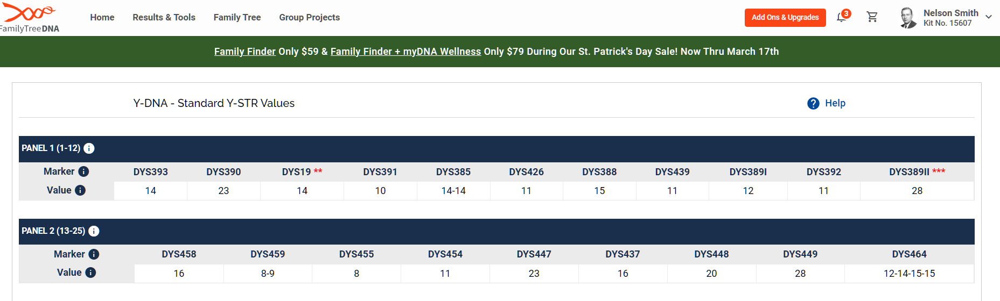 FamilyTreeDNA
Home Results & Tools Family Tree Group Projects
Add Ons & Upgrades
3
Nelson Smith
Kit No. 15607
Family Finder Only $59 & Family Finder + myDNA Wellness Only $79 During Our St. Patrick's Day Sale! Now Thru March 17th
Y-DNA - Standard Y-STR Values
? Help
PANEL 1 (1-12) i
Marker i DYS393 DYS390 DYS19 ** DYS391 DYS385 DYS426 DYS388 DYS439 DYS389I DYS392 DYS389II ***
Value i 14 23 14 10 14-14 11 15 11 12 11 28
PANEL 2 (13-25) i
Marker i DYS458 DYS459 DYS455 DYS454 DYS447 DYS437 DYS448 DYS449 DYS464
Value i 16 8-9 8 11 23 16 20 28 12-14-15-15